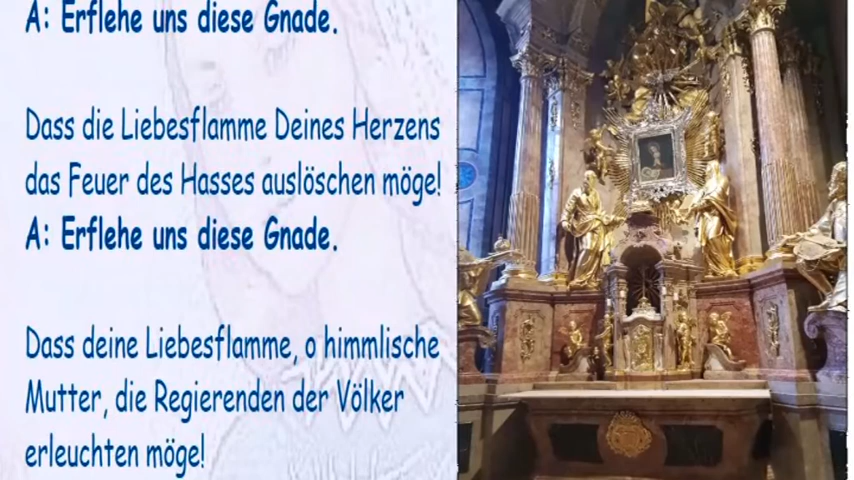 A: Erflehe uns diese Gnade.
Dass die Liebesflamme Deines Herzens
das Feuer des Hasses auslöschen möge!
A: Erflehe uns diese Gnade.
Dass deine Liebesflamme, o himmlische
Mutter, die Regierenden der Völker
erleuchten möge!